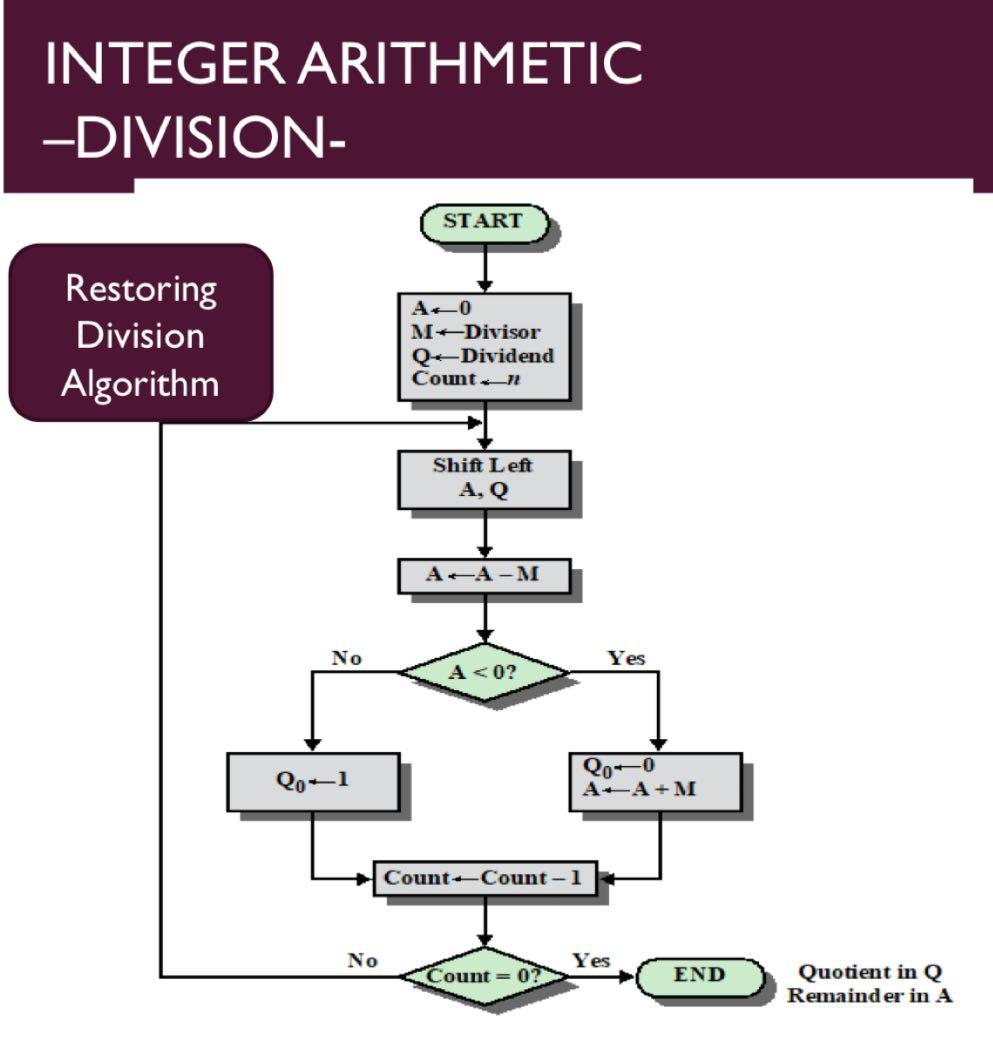 INTEGER ARITHMETIC
–DIVISION-
START
Restoring
Division
Algorithm
A←0
M←Divisor
Q←Dividend
Count←n
Shift Left
A, Q
A←A – M
No
A < 0?
Yes
Q₀←1
Q₀←0
A←A + M
Count←Count – 1
No
Count = 0?
Yes
END
Quotient in Q
Remainder in A